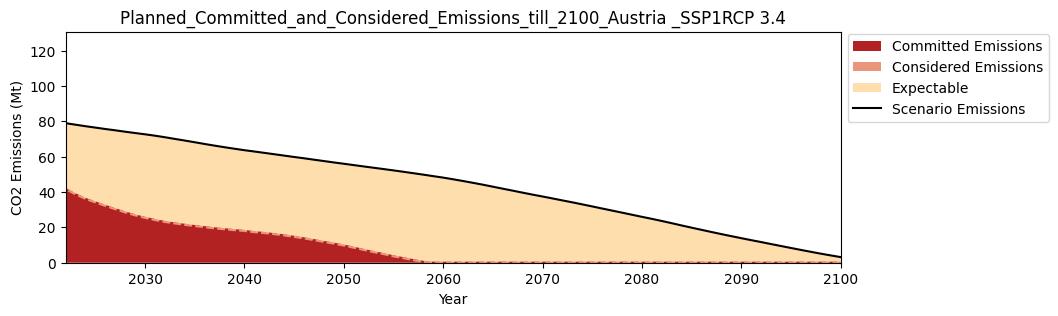 Planned_Committed_and_Considered_Emissions_till_2100_Austria _SSP1RCP 3.4
CO2 Emissions (Mt)
120
100
80
60
40
20
0
2030 2040 2050 2060 2070 2080 2090 2100
Year
Committed Emissions
Considered Emissions
Expectable
Scenario Emissions